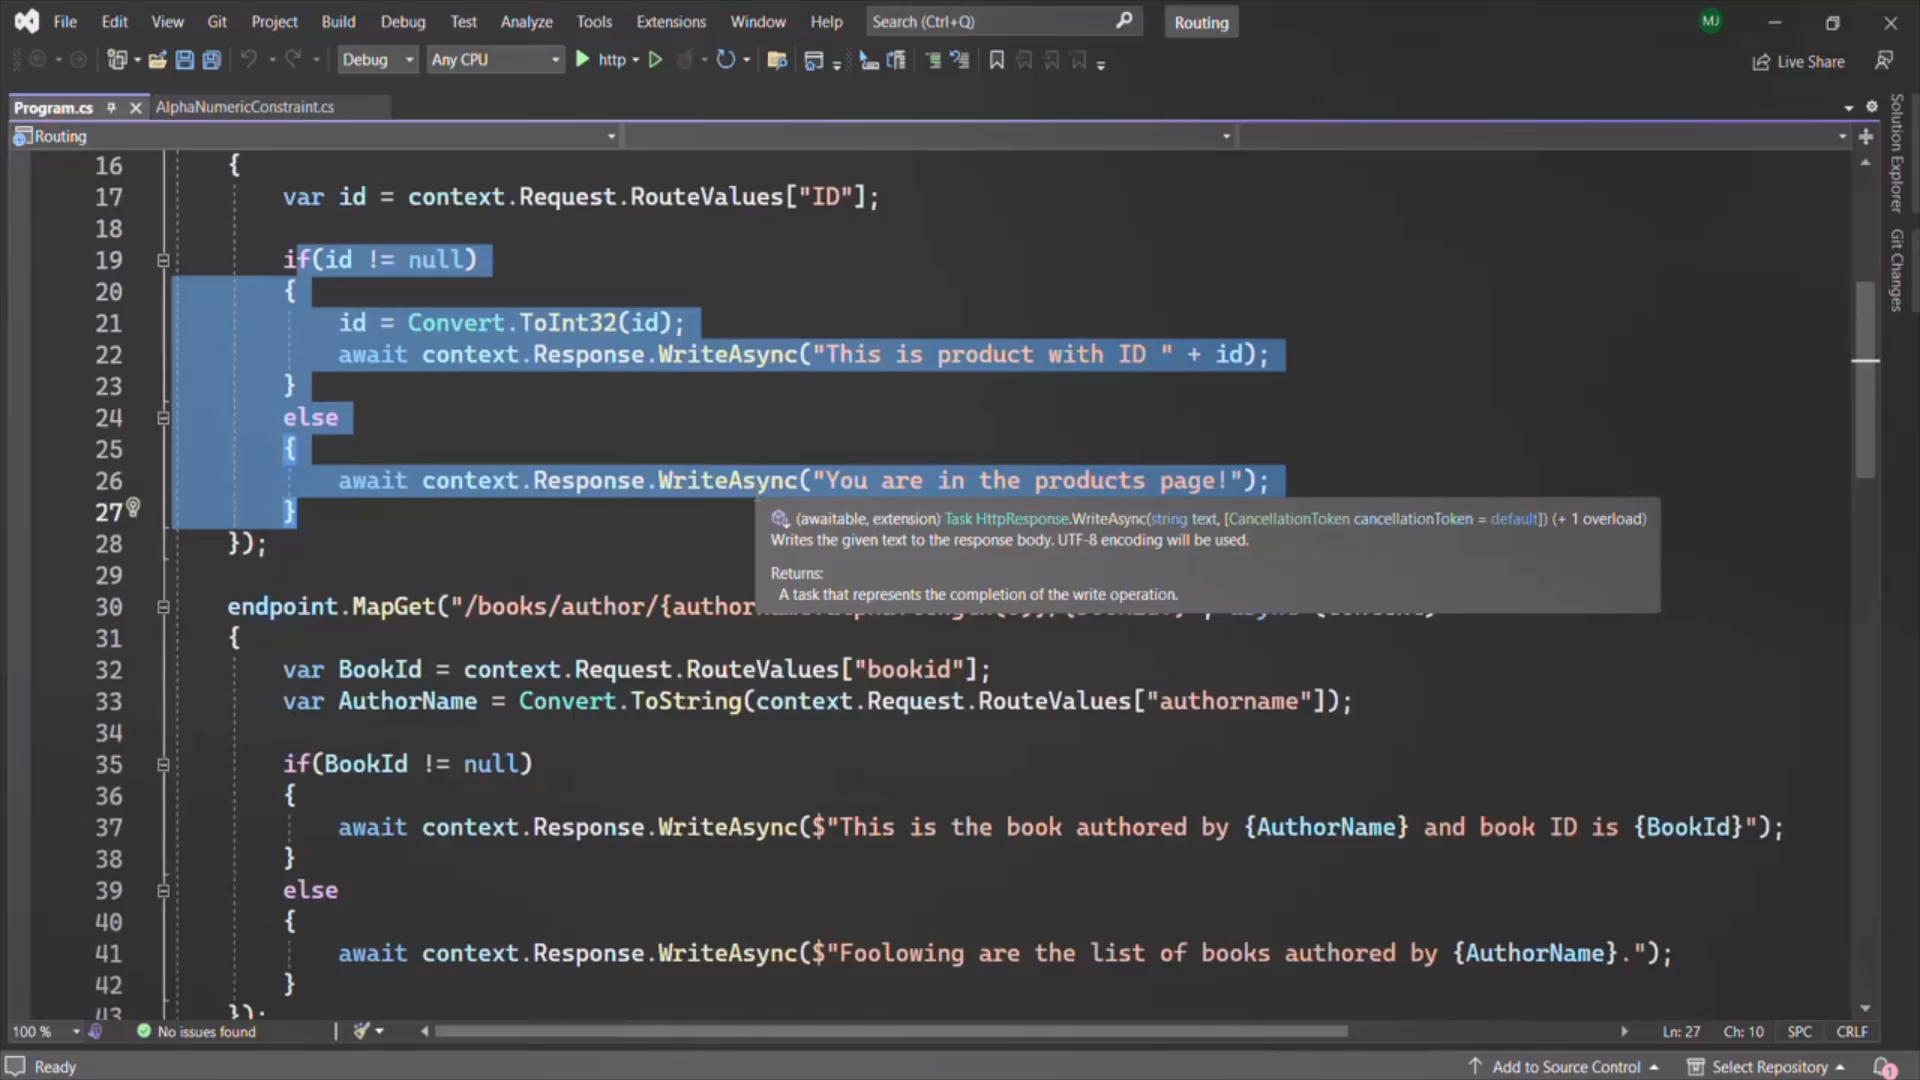 File Edit View Git Project Build Debug Test Analyze Tools Extensions Window Help Search (Ctrl+Q) Routing MJ
Debug Any CPU http Live Share
Program.cs AlphaNumericConstraint.cs
Routing
Solution Explorer
Git Changes
16 {
17 var id = context.Request.RouteValues["ID"];
18
19 if(id != null)
20 {
21 id = Convert.ToInt32(id);
22 await context.Response.WriteAsync("This is product with ID " + id);
23 }
24 else
25 {
26 await context.Response.WriteAsync("You are in the products page!");
27 }
(awaitable, extension) Task HttpResponse.WriteAsync(string text, [CancellationToken cancellationToken = default]) (+ 1 overload)
Writes the given text to the response body. UTF-8 encoding will be used.
Returns:
A task that represents the completion of the write operation.
28 });
29
30 endpoint.MapGet("/books/author/{author
31 {
32 var BookId = context.Request.RouteValues["bookid"];
33 var AuthorName = Convert.ToString(context.Request.RouteValues["authorname"]);
34
35 if(BookId != null)
36 {
37 await context.Response.WriteAsync($"This is the book authored by {AuthorName} and book ID is {BookId}");
38 }
39 else
40 {
41 await context.Response.WriteAsync($"Foolowing are the list of books authored by {AuthorName}.");
42 }
43 });
100 % No issues found Ln: 27 Ch: 10 SPC CRLF
Ready Add to Source Control Select Repository 1